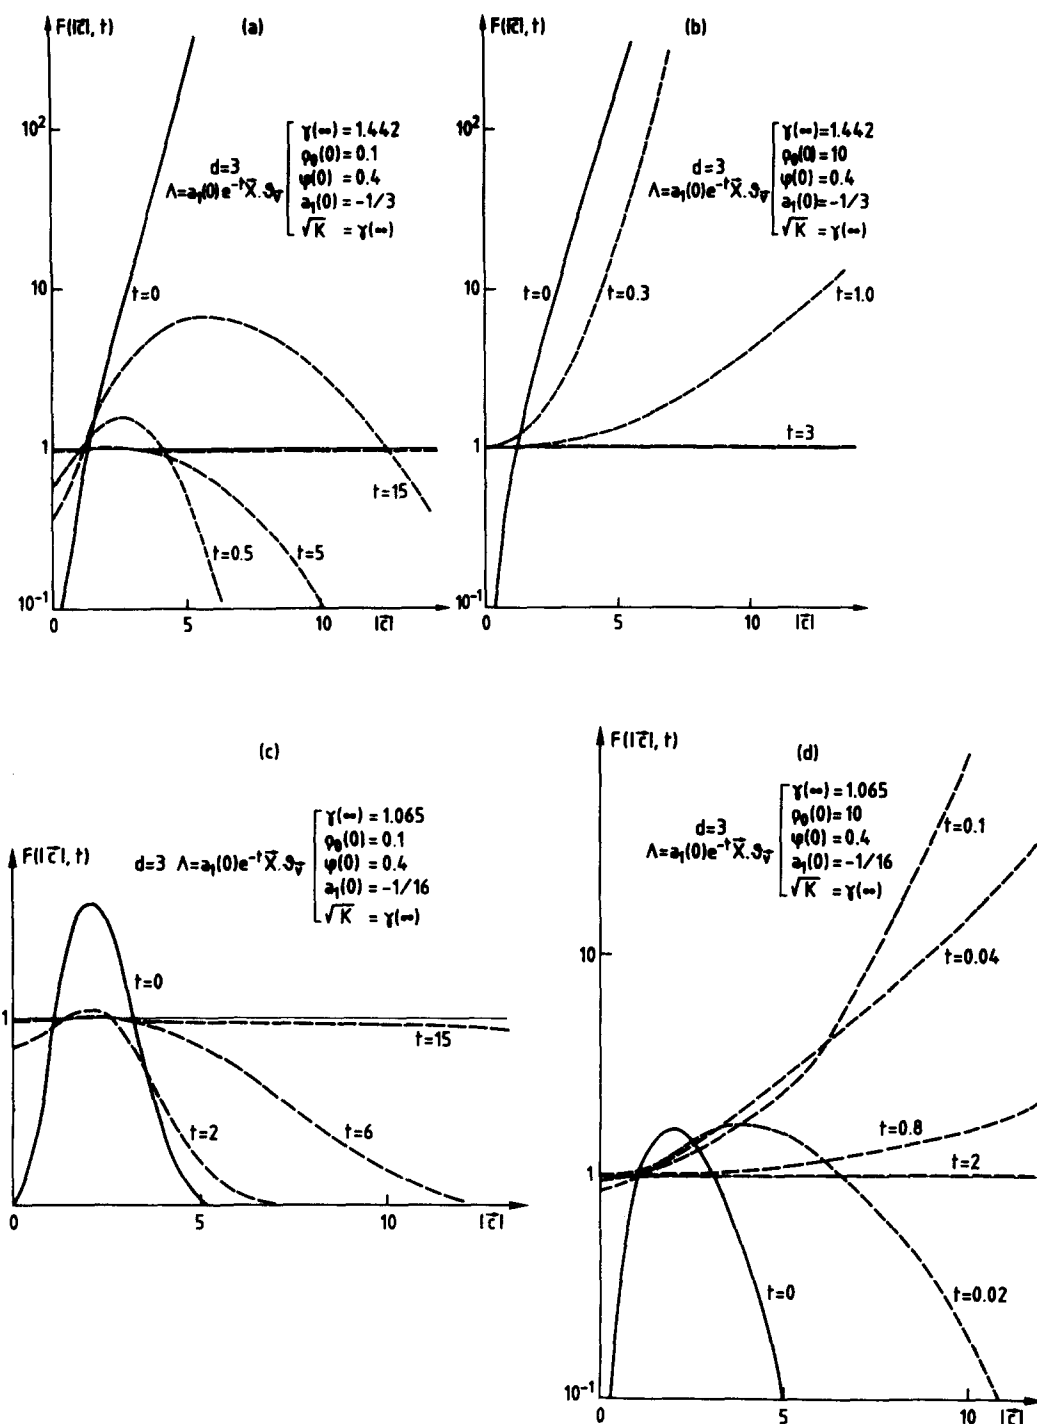 F(|c⃗|, t)
(a)
10²
d=3
Λ=a₁(0)e⁻ᵗX⃗.∂ᵥ⃗
γ(∞) = 1.442
ρ₀(0) = 0.1
φ(0) = 0.4
a₁(0) = -1/3
√K = γ(∞)
10
t=0
1
t=15
t=0.5
t=5
10⁻¹
0
5
10
|c⃗|
F(|c⃗|, t)
(b)
10²
d=3
Λ=a₁(0)e⁻ᵗX⃗.∂ᵥ⃗
γ(∞)=1.442
ρ₀(0)=10
φ(0)=0.4
a₁(0)=-1/3
√K = γ(∞)
10
t=0
t=0.3
t=1.0
1
t=3
10⁻¹
0
5
10
|c⃗|
(c)
F(|c⃗|, t)
d=3 Λ=a₁(0)e⁻ᵗX⃗.∂ᵥ⃗
γ(∞) = 1.065
ρ₀(0) = 0.1
φ(0) = 0.4
a₁(0) = -1/16
√K = γ(∞)
t=0
1
t=15
t=2
t=6
0
5
10
|c⃗|
F(|c⃗|, t)
(d)
d=3
Λ=a₁(0)e⁻ᵗX⃗.∂ᵥ⃗
γ(∞) = 1.065
ρ₀(0) = 10
φ(0) = 0.4
a₁(0) = -1/16
√K = γ(∞)
t=0.1
10
t=0.04
t=0.8
1
t=2
t=0
t=0.02
10⁻¹
0
5
10
|c⃗|